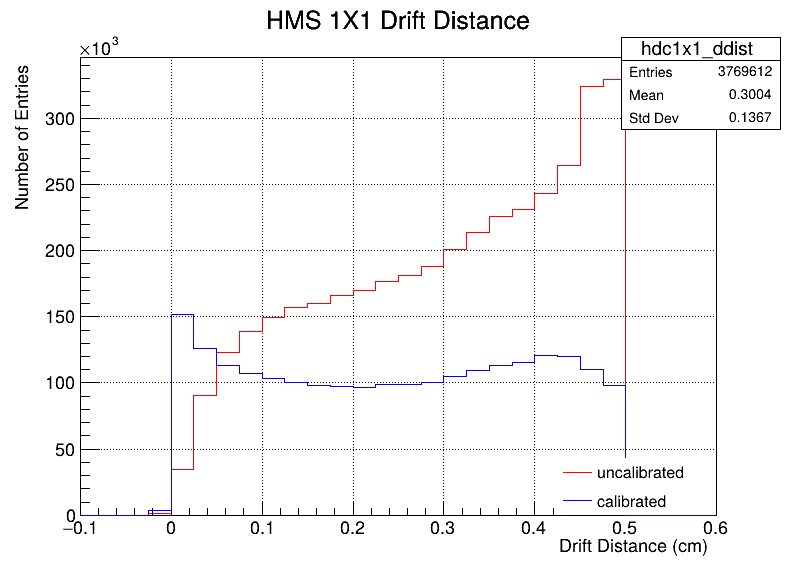 HMS 1X1 Drift Distance
×10³
hdc1x1_ddist
Entries 3769612
Mean 0.3004
Std Dev 0.1367
Number of Entries
300
250
200
150
100
50
0
uncalibrated
calibrated
−0.1 0 0.1 0.2 0.3 0.4 0.5 0.6
Drift Distance (cm)